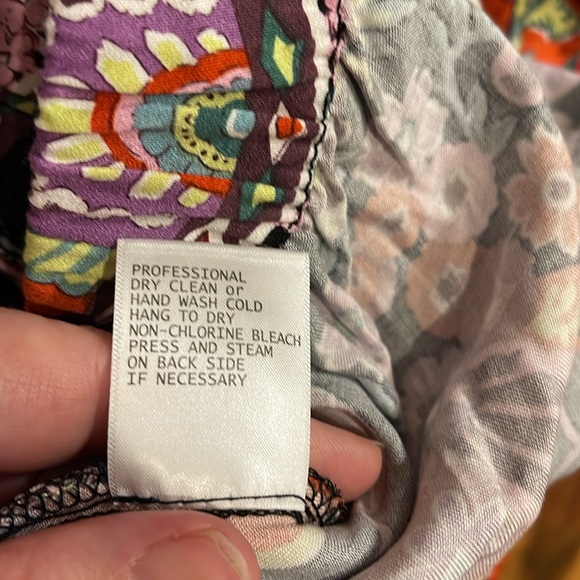 PROFESSIONAL
DRY CLEAN or
HAND WASH COLD
HANG TO DRY
NON-CHLORINE BLEACH
PRESS AND STEAM
ON BACK SIDE
IF NECESSARY